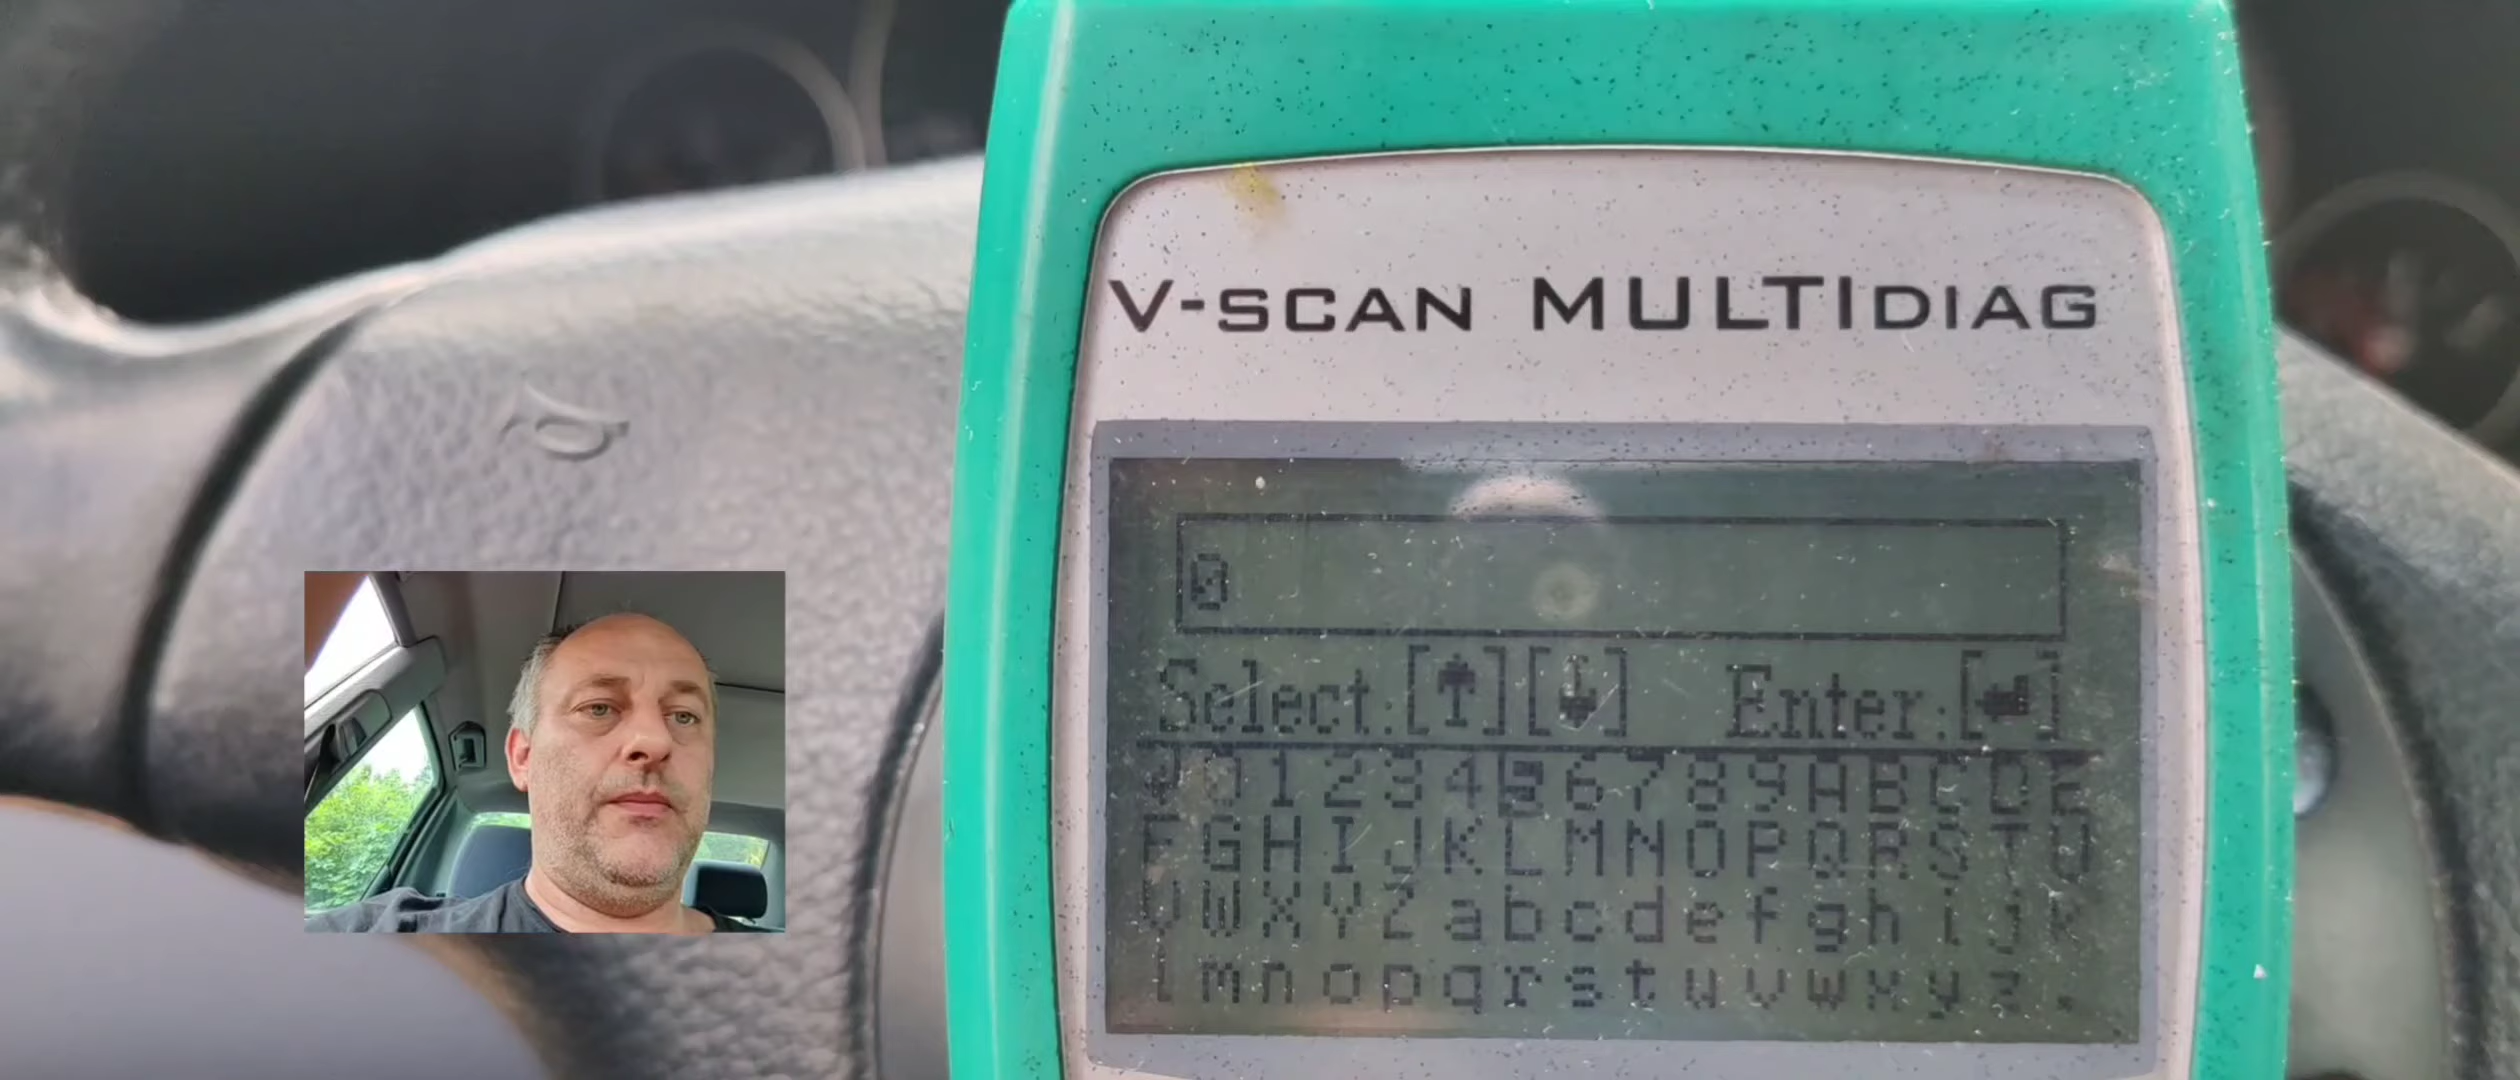 V-SCAN MULTIDIAG
0
Select:[↑][↓] Enter:[↵]
0123456789ABCDE
FGHIJKLMNOPQRSTU
VWXYZabcdefghijk
lmnopqrstuvwxyz.